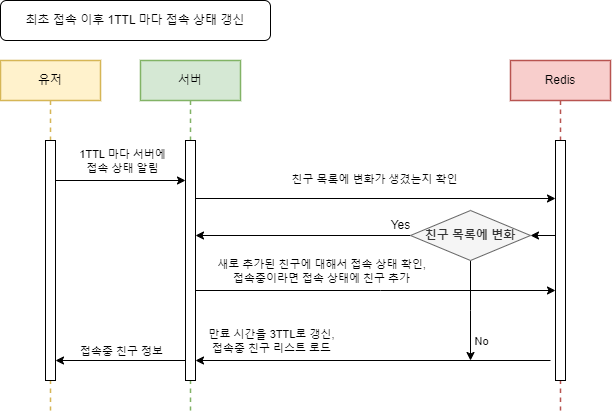 최초 접속 이후 1TTL 마다 접속 상태 갱신
유저
서버
Redis
1TTL 마다 서버에
접속 상태 알림
친구 목록에 변화가 생겼는지 확인
Yes
친구 목록에 변화
새로 추가된 친구에 대해서 접속 상태 확인,
접속중이라면 접속 상태에 친구 추가
만료 시간을 3TTL로 갱신,
접속중 친구 리스트 로드
No
접속중 친구 정보